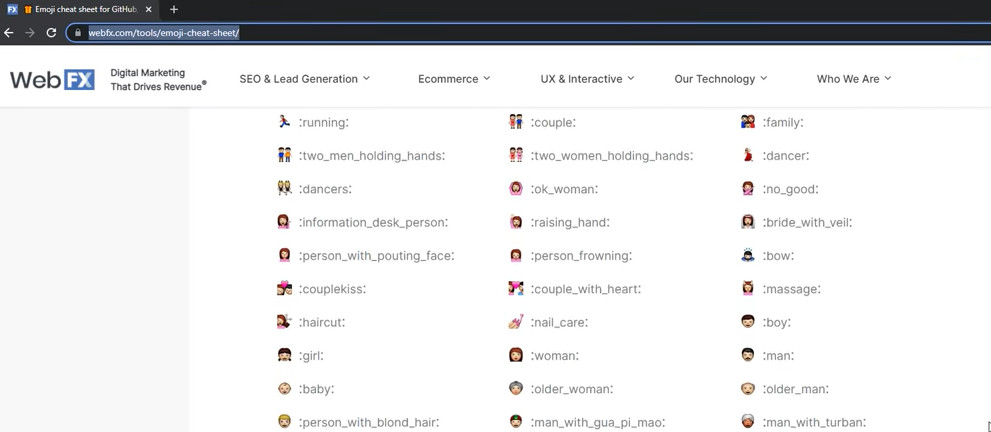 FX Emoji cheat sheet for GitHub,
webfx.com/tools/emoji-cheat-sheet/
WebFX Digital Marketing
That Drives Revenue®
SEO & Lead Generation Ecommerce UX & Interactive Our Technology Who We Are
:running: :couple: :family:
:two_men_holding_hands: :two_women_holding_hands: :dancer:
:dancers: :ok_woman: :no_good:
:information_desk_person: :raising_hand: :bride_with_veil:
:person_with_pouting_face: :person_frowning: :bow:
:couplekiss: :couple_with_heart: :massage:
:haircut: :nail_care: :boy:
:girl: :woman: :man:
:baby: :older_woman: :older_man:
:person_with_blond_hair: :man_with_gua_pi_mao: :man_with_turban: